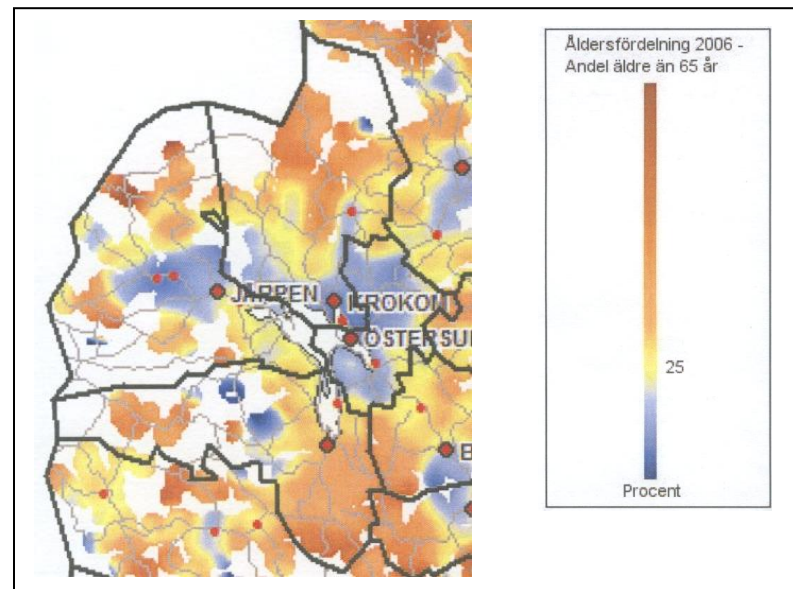 Åldersfördelning 2006 -
Andel äldre än 65 år
JÄRPEN
KROKOM
ÖSTERSU
B
25
Procent